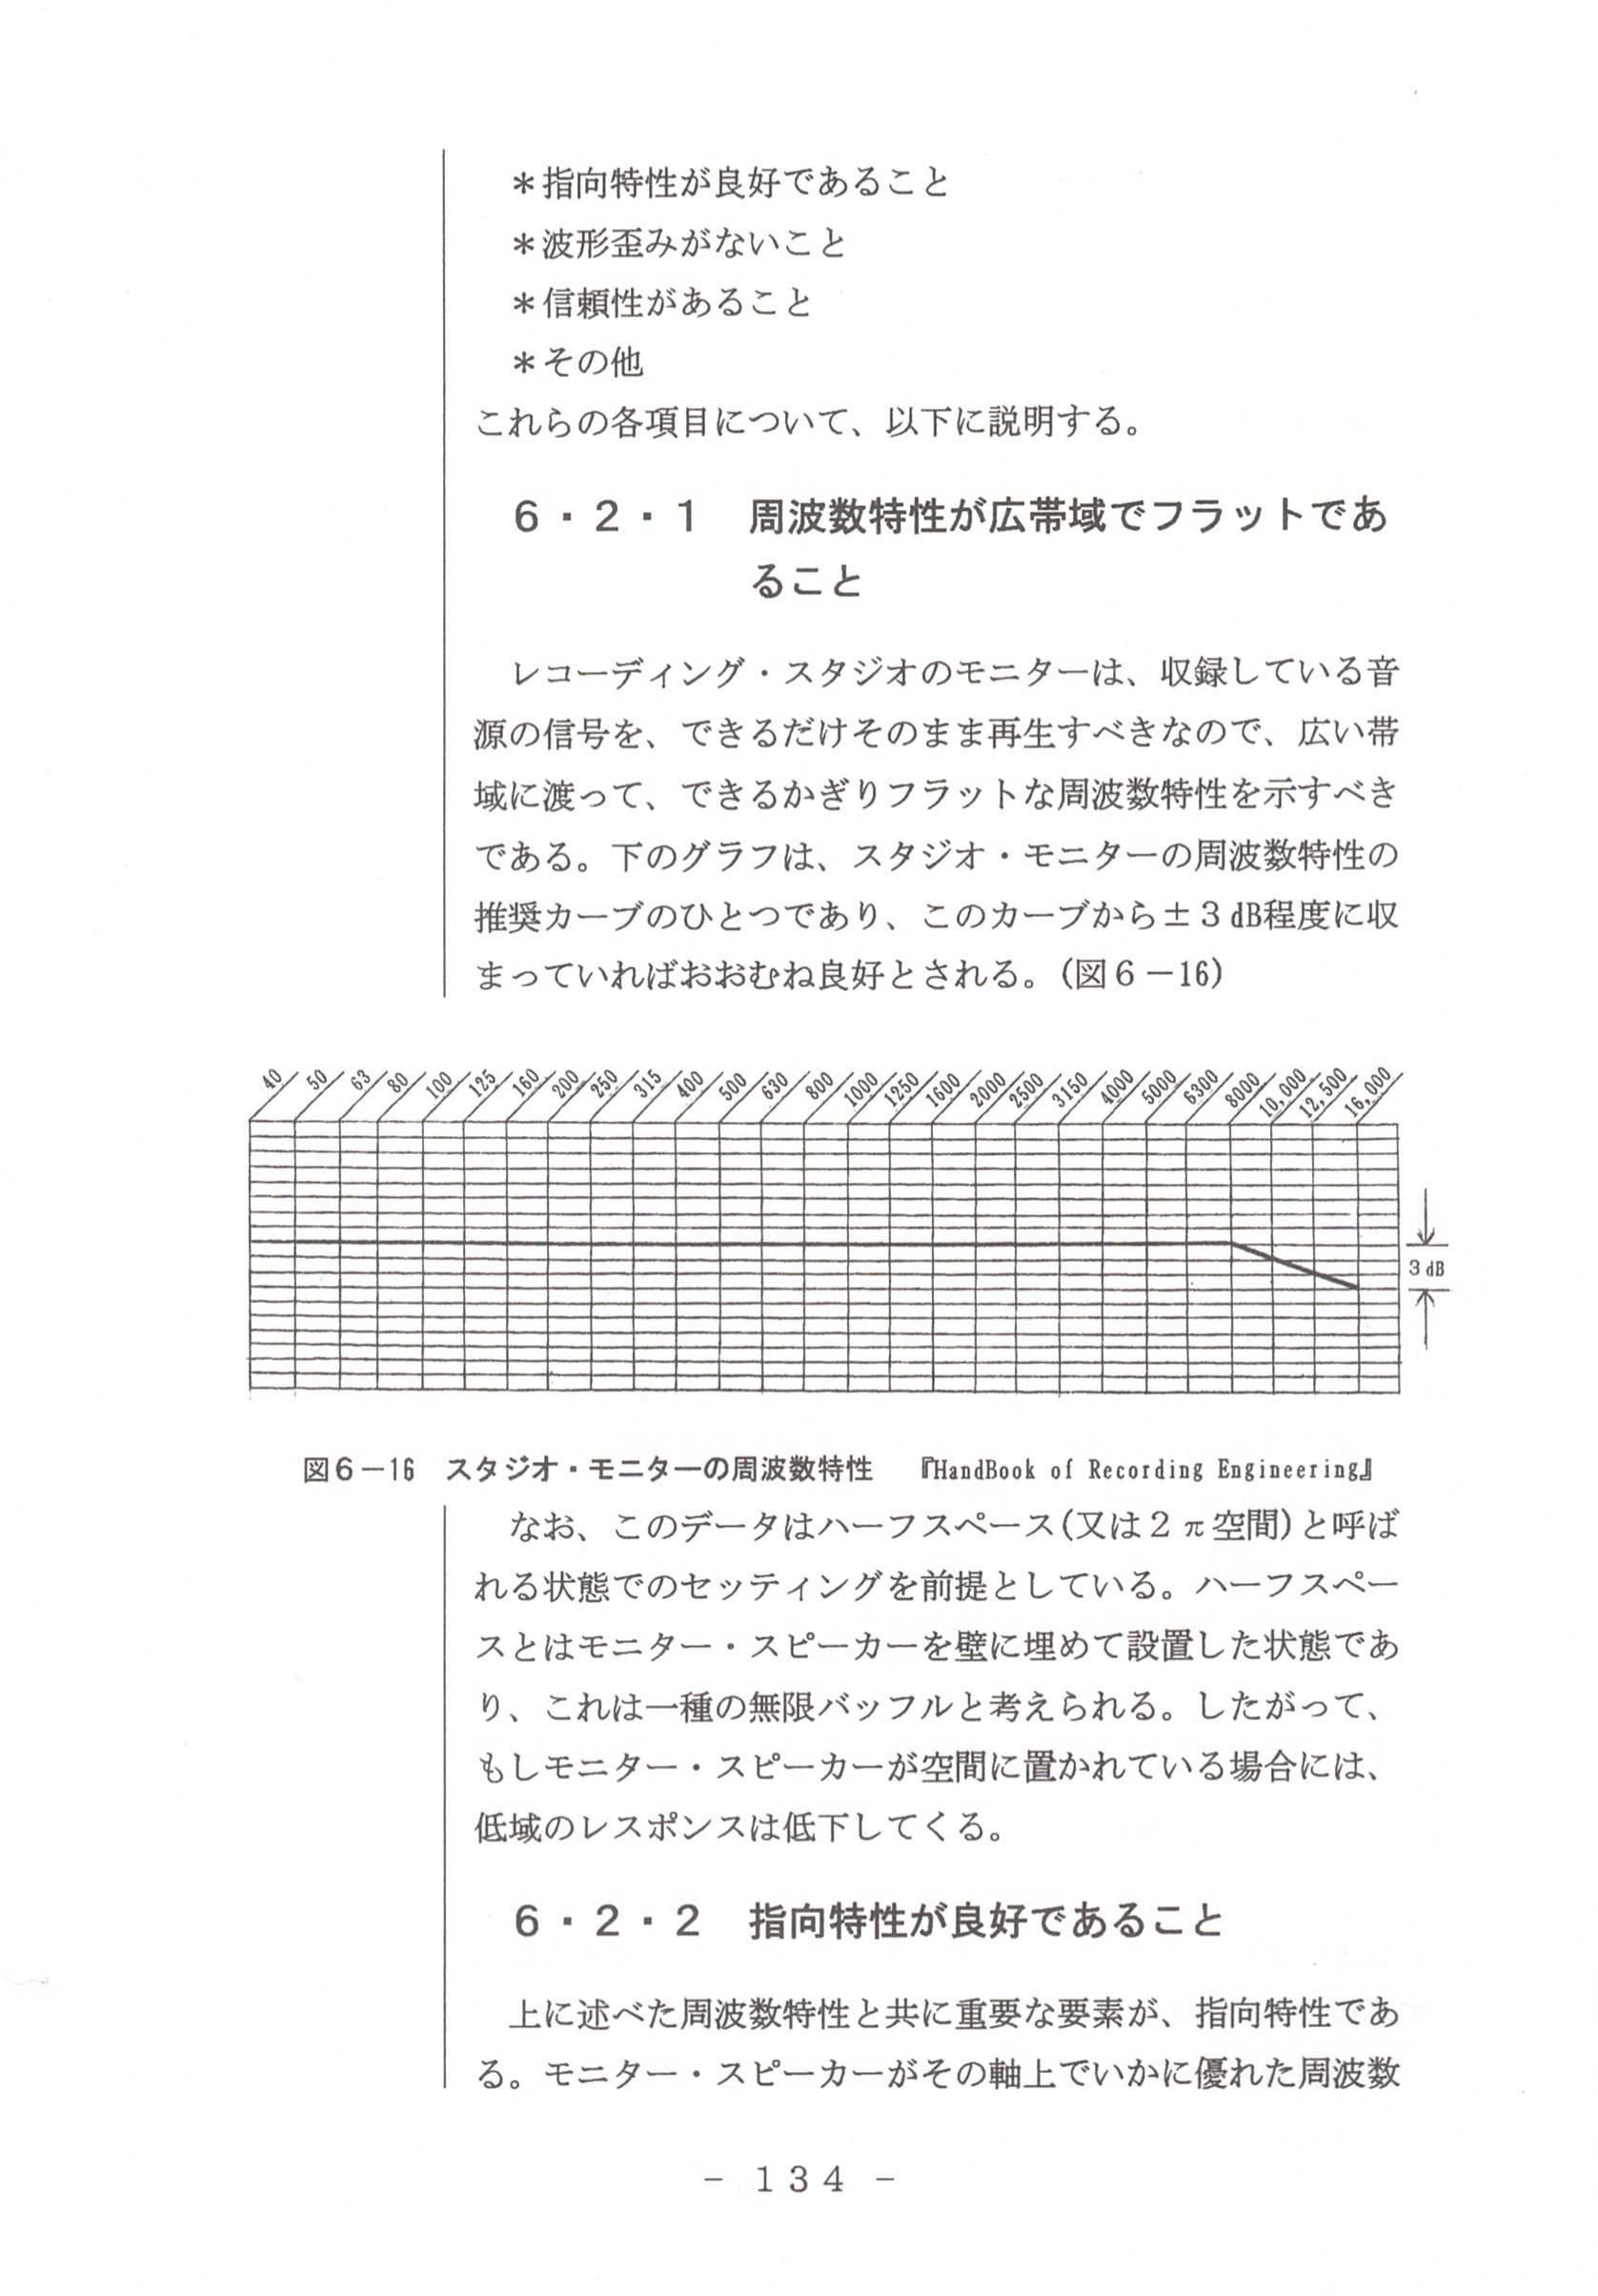 ＊指向特性が良好であること
＊波形歪みがないこと
＊信頼性があること
＊その他
これらの各項目について、以下に説明する。
６・２・１　周波数特性が広帯域でフラットであ
ること
レコーディング・スタジオのモニターは、収録している音
源の信号を、できるだけそのまま再生すべきなので、広い帯
域に渡って、できるかぎりフラットな周波数特性を示すべき
である。下のグラフは、スタジオ・モニターの周波数特性の
推奨カーブのひとつであり、このカーブから±３dB程度に収
まっていればおおむね良好とされる。(図６－16)
40 50 63 80 100 125 160 200 250 315 400 500 630 800 1000 1250 1600 2000 2500 3150 4000 5000 6300 8000 10,000 12,500 16,000
3 dB
図６－16　スタジオ・モニターの周波数特性　『HandBook of Recording Engineering』
なお、このデータはハーフスペース(又は２π空間)と呼ば
れる状態でのセッティングを前提としている。ハーフスペー
スとはモニター・スピーカーを壁に埋めて設置した状態であ
り、これは一種の無限バッフルと考えられる。したがって、
もしモニター・スピーカーが空間に置かれている場合には、
低域のレスポンスは低下してくる。
６・２・２　指向特性が良好であること
上に述べた周波数特性と共に重要な要素が、指向特性であ
る。モニター・スピーカーがその軸上でいかに優れた周波数
－ 134 －